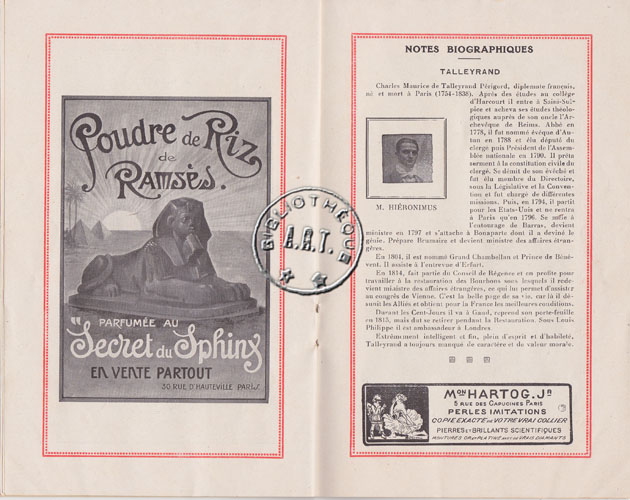 Poudre de Riz
de
Ramsès.
PARFUMÉE AU
"Secret du Sphinx
EN VENTE PARTOUT
30 RUE D'HAUTEVILLE PARIS.
BIBLIOTHÈQUE
A.R.T.
NOTES BIOGRAPHIQUES
TALLEYRAND
Charles Maurice de Talleyrand Périgord, diplomate français,
né et mort à Paris (1754-1838). Après des études au collège
d'Harcourt il entre à Saint-Sul-
pice et acheva ses études théolo-
giques auprès de son oncle l'Ar-
chevêque de Reims. Abbé en
1778, il fut nommé évêque d'Au-
tun en 1788 et élu député du
clergé puis Président de l'Assem-
blée nationale en 1790. Il prêta
serment à la constitution civile du
clergé. Se démit de son évêché et
fut élu membre du Directoire,
sous la Législative et la Conven-
tion et fut chargé de différentes
missions. Puis, en 1794, il partit
pour les Etats-Unis et ne rentra
à Paris qu'en 1796. Se mêle à
l'entourage de Barras, devient
M. HIÉRONIMUS
ministre en 1797 et s'attache à Bonaparte dont il a deviné le
génie. Prépare Brumaire et devient ministre des affaires étran-
gères.
En 1804, il est nommé Grand Chambellan et Prince de Béné-
vent. Il assiste à l'entrevue d'Erfurt.
En 1814, fait partie du Conseil de Régence et en profite pour
travailler à la restauration des Bourbons sous lesquels il rede-
vient ministre des affaires étrangères, ce qui lui permet d'assister
au congrès de Vienne. C'est la belle page de sa vie, car là il dé-
sunit les Alliés et obtient pour la France les meilleures conditions.
Durant les Cent-Jours il va à Gand, reprend son porte-feuille
en 1815, mais dut se retirer pendant la Restauration. Sous Louis
Philippe il est ambassadeur à Londres.
Extrêmement intelligent et fin, plein d'esprit et d'habileté,
Talleyrand a toujours manqué de caractère et de valeur morale.
MON HARTOG. JR
5 RUE DES CAPUCINES PARIS
PERLES IMITATIONS
COPIE EXACTE DE VOTRE VRAI COLLIER
PIERRES ET BRILLANTS SCIENTIFIQUES
MONTURES OR ET PLATINE AVEC DE VRAIS DIAMANTS